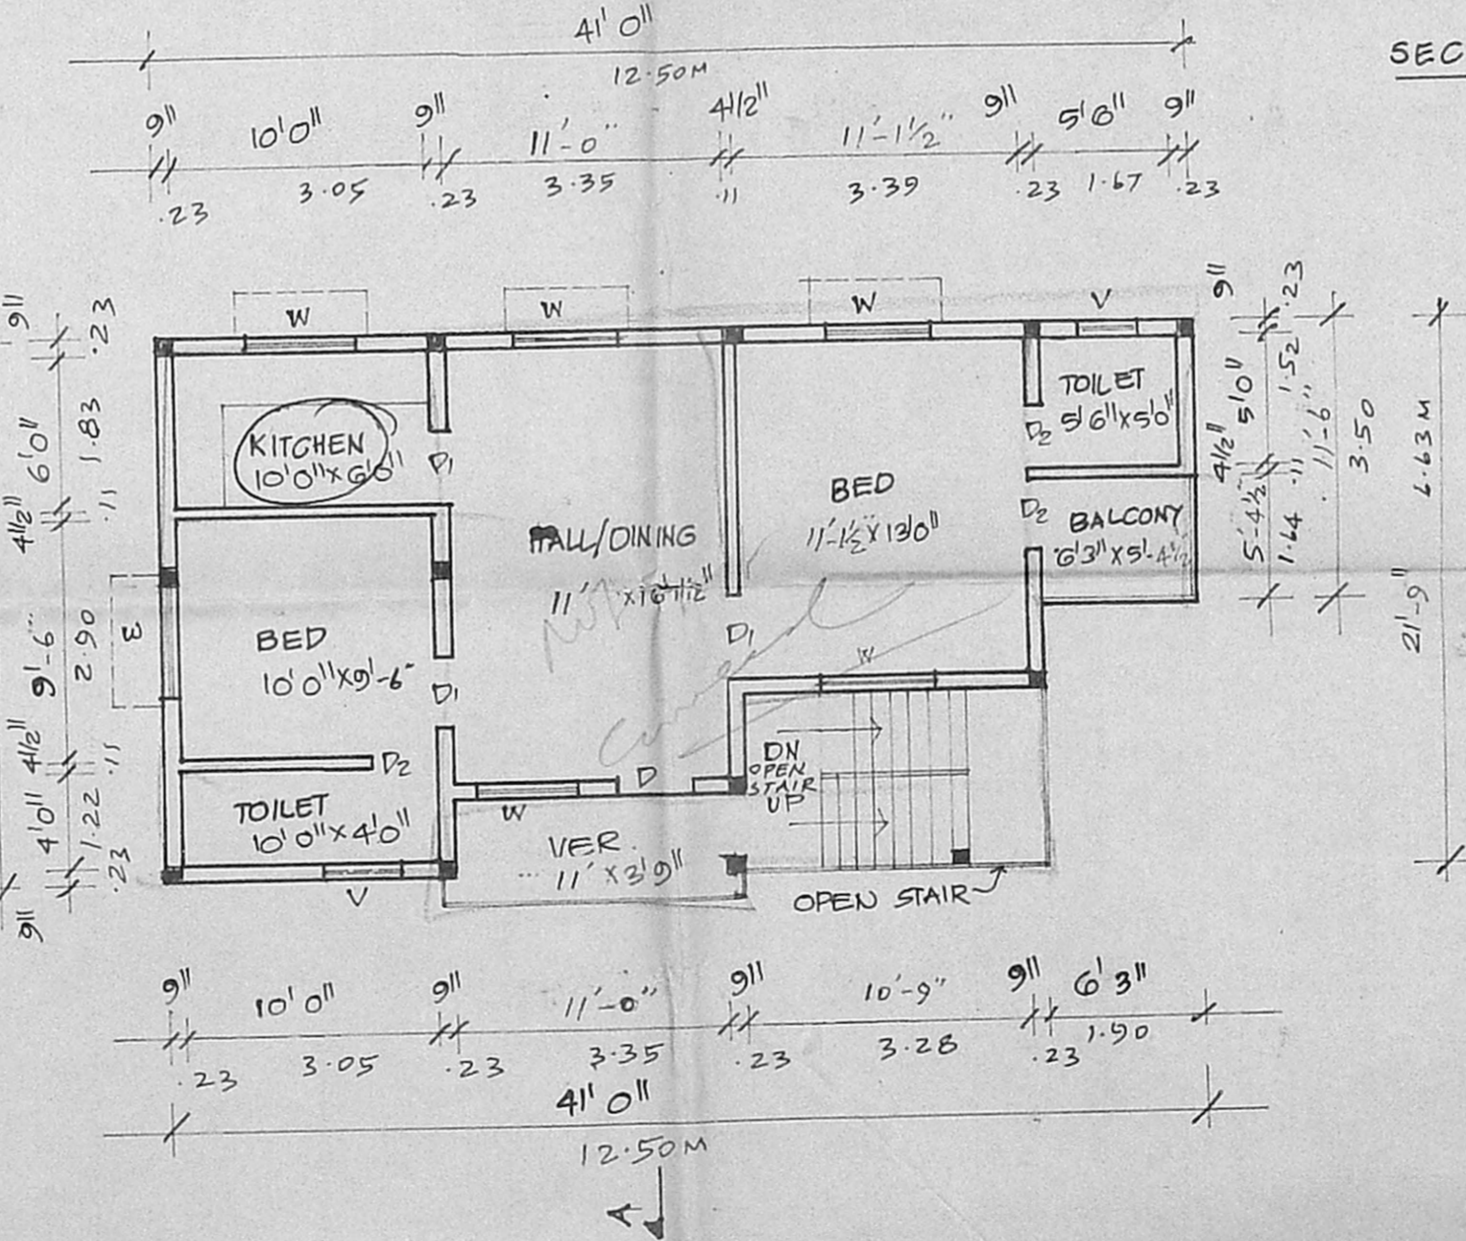 41'0"
12.50M
SEC
9" 10'0" 9" 11'-0" 4½" 11'-1½" 9" 5'6" 9"
.23 3.05 .23 3.35 .11 3.39 .23 1.67 .23
W W W V
9" .23
6'0" 1.83
4½" .11
9'-6" 2.90
4½" .11
4'0" 1.22
9" .23
KITCHEN
10'0"X6'0"
D1
HALL/DINING
11'
BED
11'-1½"X13'0"
TOILET
5'6"X5'0"
D2
D2
BALCONY
6'3"X5'-4½"
9" .23
5'0" 1.52
4½" .11
5'-4½" 1.64
11'-6" 3.50
21'-9" 6.63M
W
BED
10'0"X9'-6"
D1
D1
W
D2
TOILET
10'0"X4'0"
V
D
W
VER.
11' X3'9"
DN
OPEN
STAIR
UP
OPEN STAIR
9" 10'0" 9" 11'-0" 9" 10'-9" 9" 6'3"
.23 3.05 .23 3.35 .23 3.28 .23 1.90
41'0"
12.50M
A